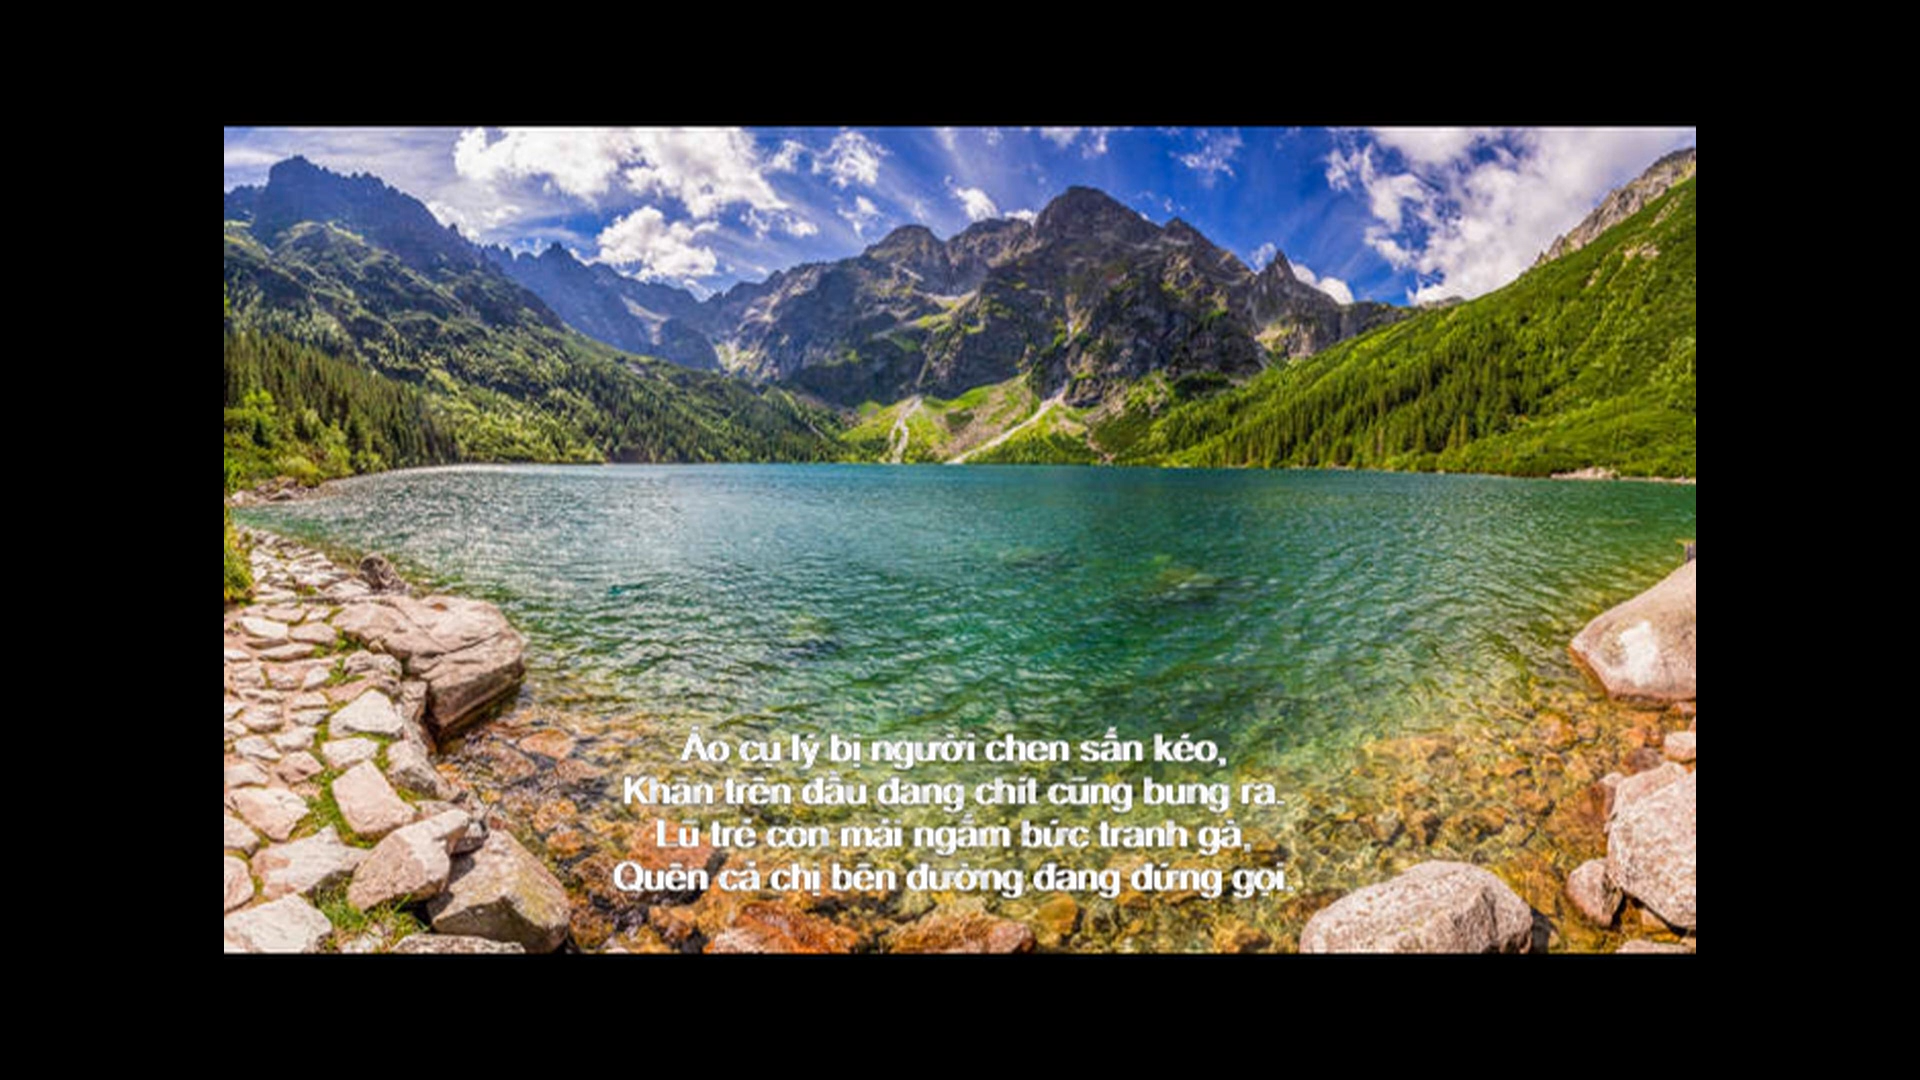 Áo cụ lý bị người chen sấn kéo,
Khăn trên đầu đang chít cũng bung ra.
Lũ trẻ con mải ngắm bức tranh gà,
Quên cả chị bên đường đang đứng gọi.